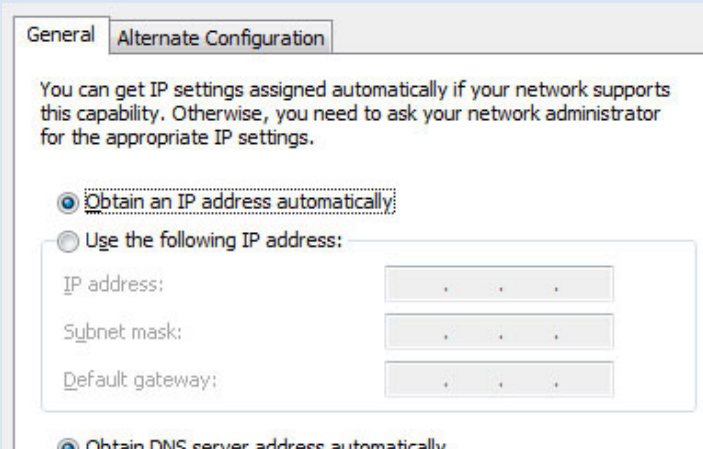 General
Alternate Configuration
You can get IP settings assigned automatically if your network supports
this capability. Otherwise, you need to ask your network administrator
for the appropriate IP settings.
Obtain an IP address automatically
Use the following IP address:
IP address:
. . .
Subnet mask:
. . .
Default gateway:
. . .
Obtain DNS server address automatically